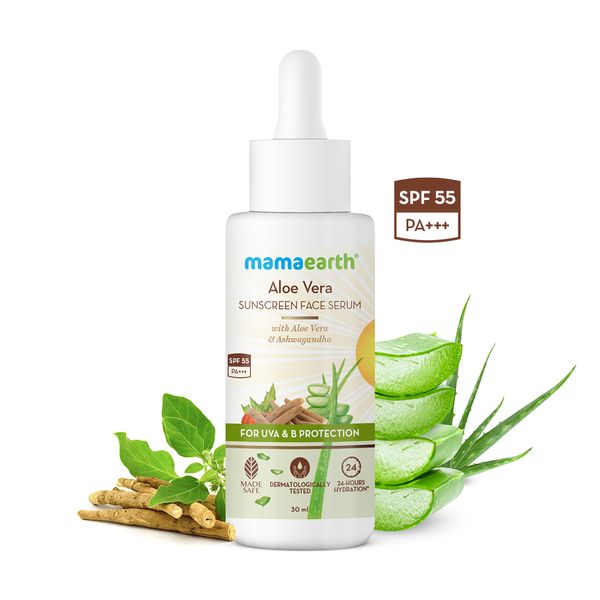 SPF 55
PA+++
mamaearth®
Aloe Vera
SUNSCREEN FACE SERUM
with Aloe Vera
& Ashwagandha
SPF 55
PA+++
FOR UVA & B PROTECTION
MADE
SAFE
DERMATOLOGICALLY
TESTED
24
24-HOURS
HYDRATION**
30 ml